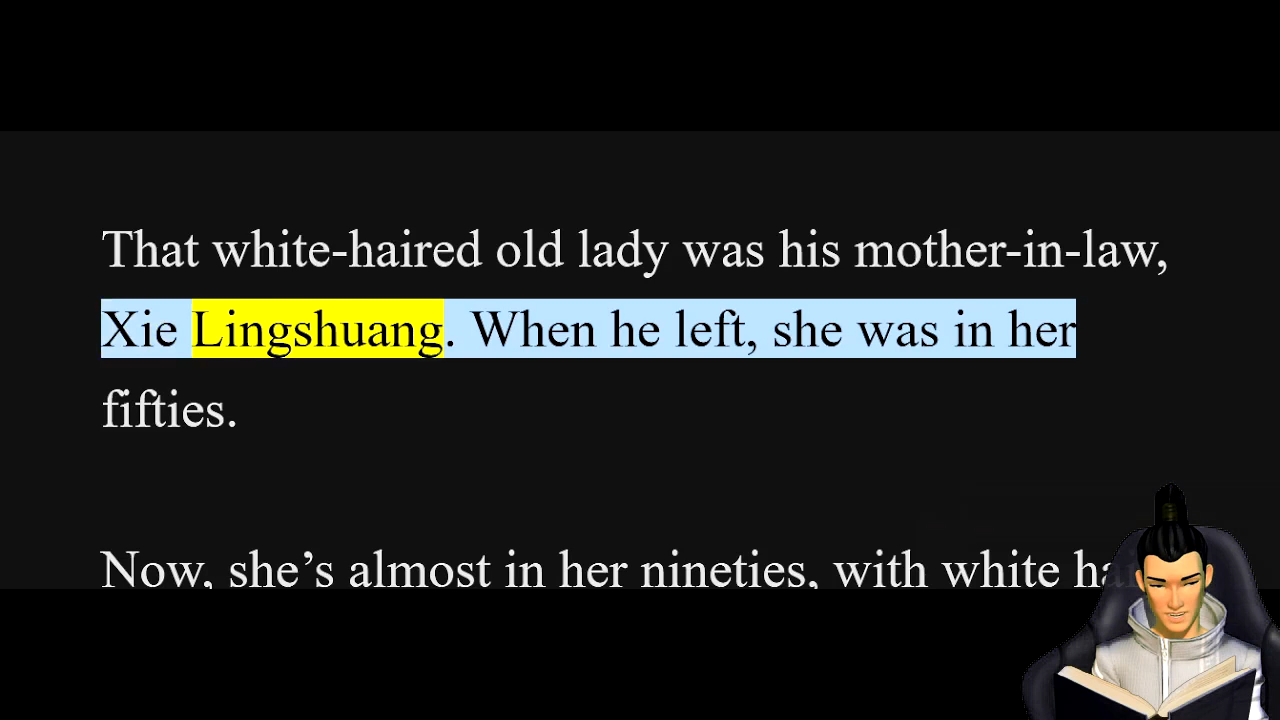 That white-haired old lady was his mother-in-law,
Xie Lingshuang. When he left, she was in her
fifties.
Now, she’s almost in her nineties, with white